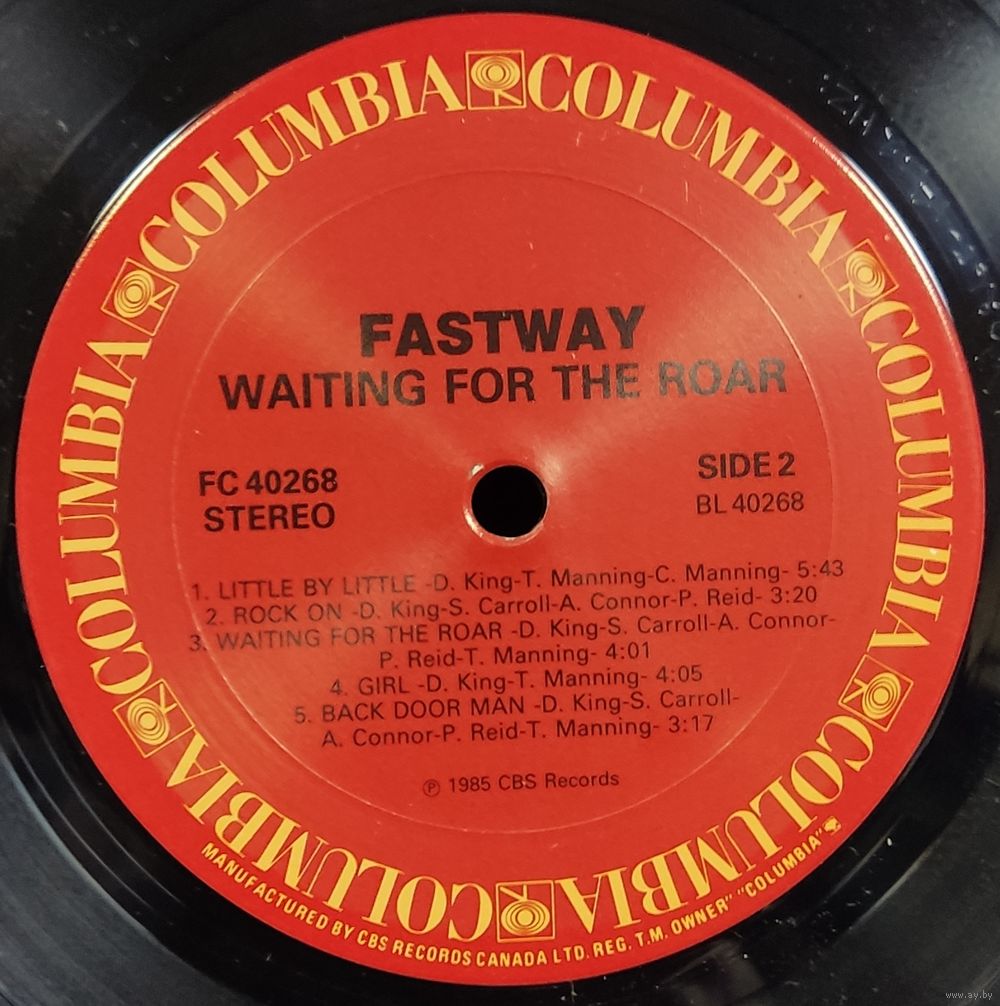 COLUMBIA COLUMBIA COLUMBIA COLUMBIA COLUMBIA COLUMBIA
FASTWAY
WAITING FOR THE ROAR
FC 40268
STEREO
SIDE 2
BL 40268
1. LITTLE BY LITTLE -D. King-T. Manning-C. Manning- 5:43
2. ROCK ON -D. King-S. Carroll-A. Connor-P. Reid- 3:20
3. WAITING FOR THE ROAR -D. King-S. Carroll-A. Connor-
P. Reid-T. Manning- 4:01
4. GIRL -D. King-T. Manning- 4:05
5. BACK DOOR MAN -D. King-S. Carroll-
A. Connor-P. Reid-T. Manning- 3:17
℗ 1985 CBS Records
MANUFACTURED BY CBS RECORDS CANADA LTD. REG. T.M. OWNER" "COLUMBIA"
www.ay.by